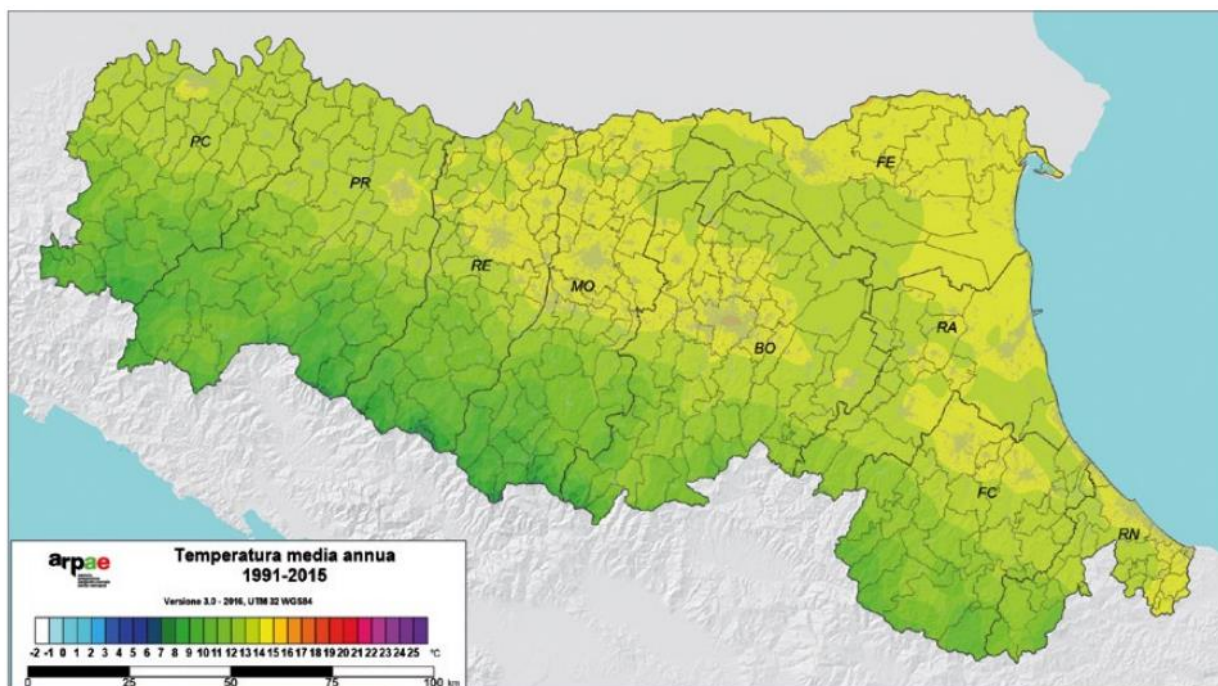 PC
PR
FE
RE
MO
RA
BO
FC
RN
arpae
Temperatura media annua
1991-2015
Versione 3.0 - 2016, UTM 32 WGS84
-2 -1 0 1 2 3 4 5 6 7 8 9 10 11 12 13 14 15 16 17 18 19 20 21 22 23 24 25 °C
0 25 50 75 100 km